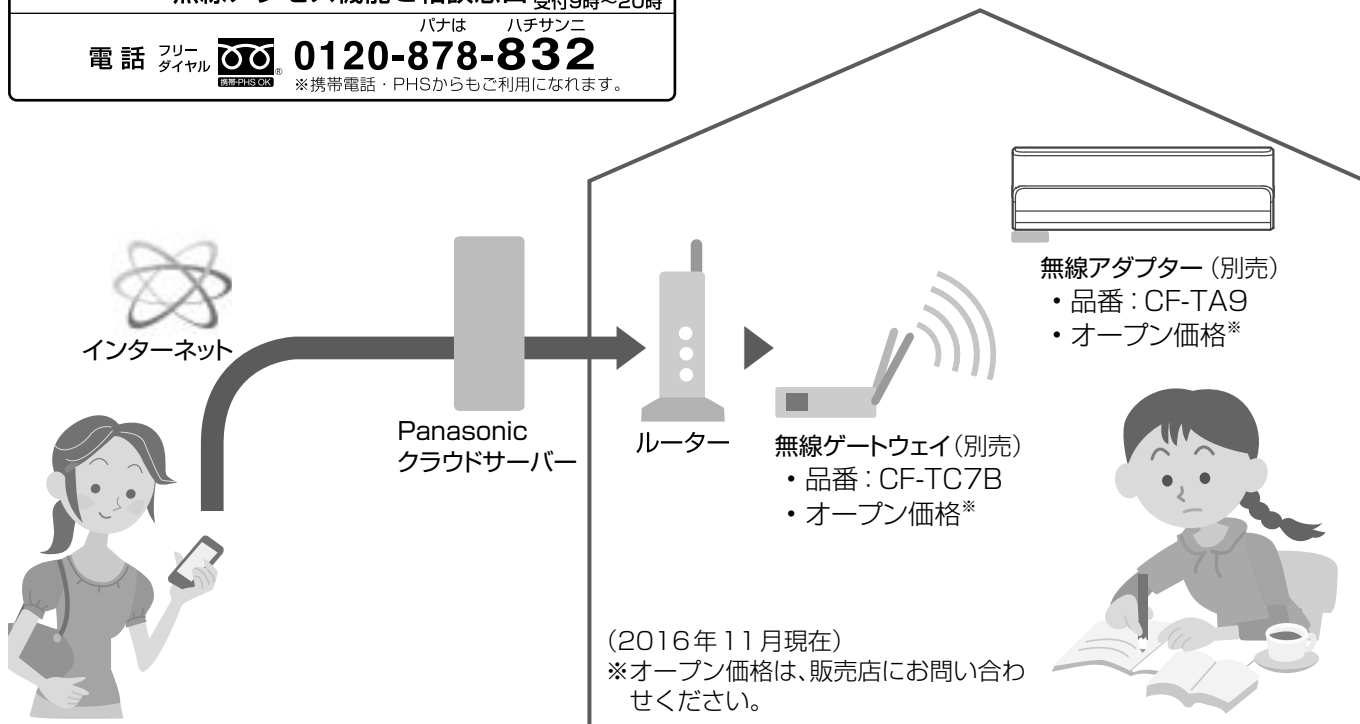 受付9時～20時
パナは ハチサンニ
電話 フリーダイヤル 0120-878-832
携帯・PHS OK
※携帯電話・PHSからもご利用になれます。
インターネット
Panasonic
クラウドサーバー
ルーター
無線ゲートウェイ（別売）
・品番：CF-TC7B
・オープン価格※
無線アダプター（別売）
・品番：CF-TA9
・オープン価格※
（2016年11月現在）
※オープン価格は、販売店にお問い合わ
せください。